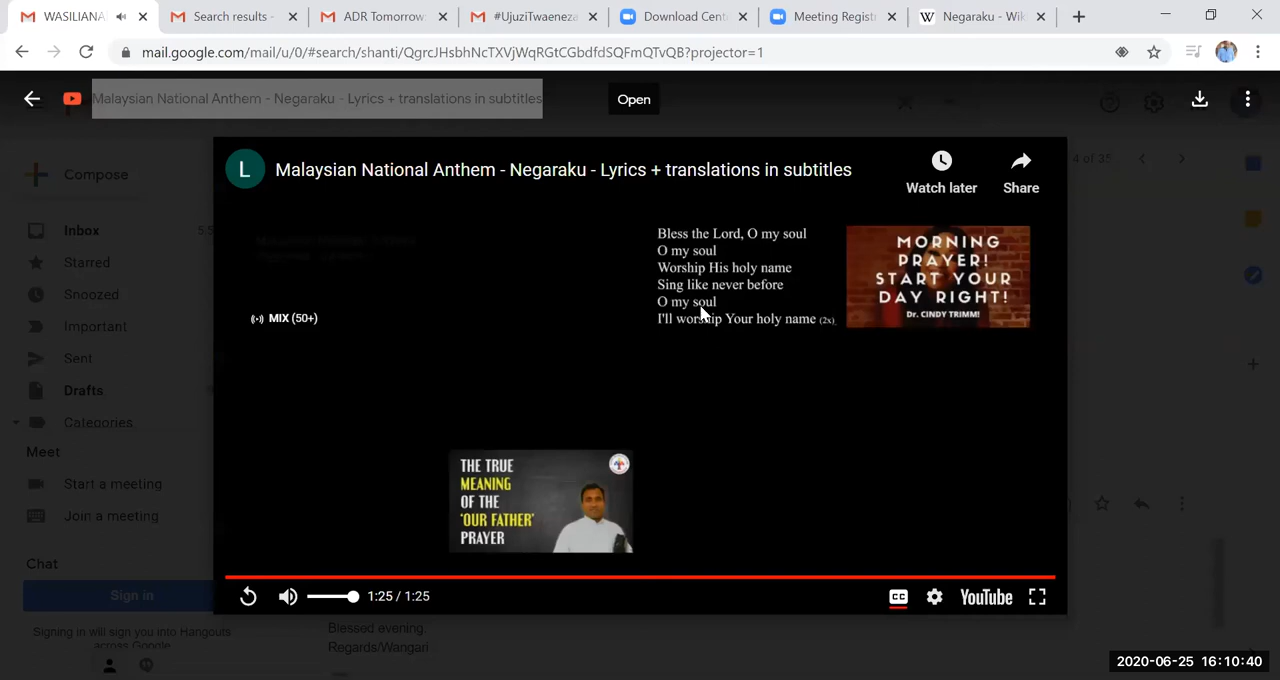 WASILIANA
Search results -
ADR Tomorrow
#UjuziTwaeneza
Download Cent
Meeting Regist
Negaraku - Wik
mail.google.com/mail/u/0/#search/shanti/QgrcJHsbhNcTXVjWqRGtCGbdfdSQFmQTvQB?projector=1
Malaysian National Anthem - Negaraku - Lyrics + translations in subtitles
Open
L
Malaysian National Anthem - Negaraku - Lyrics + translations in subtitles
Watch later
Share
4 of 35
Compose
Inbox
Starred
Snoozed
Important
Sent
Drafts
Categories
Meet
Start a meeting
Join a meeting
Chat
Sign in
Signing in will sign you into Hangouts
across Google
MIX (50+)
Bless the Lord, O my soul
O my soul
Worship His holy name
Sing like never before
O my soul
I'll worship Your holy name (2x)
MORNING
PRAYER!
START YOUR
DAY RIGHT!
Dr. CINDY TRIMM!
THE TRUE
MEANING
OF THE
'OUR FATHER'
PRAYER
1:25 / 1:25
CC
YouTube
Blessed evening.
Regards/Wangari
2020-06-25 16:10:40